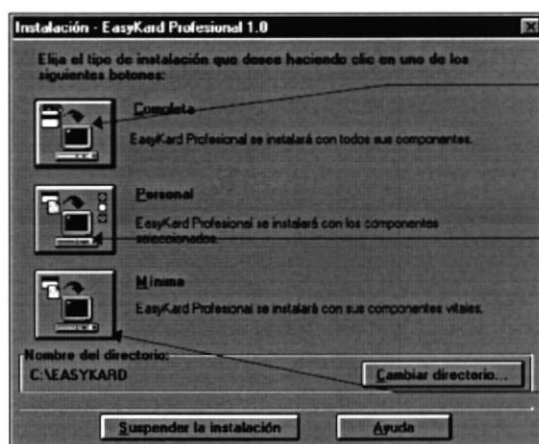 Instalación - EasyKard Profesional 1.0
Elija el tipo de instalación que desee haciendo clic en uno de los
siguientes botones:
Completa
EasyKard Profesional se instalará con todos sus componentes.
Personal
EasyKard Profesional se instalará con los componentes
seleccionados.
Mínima
EasyKard Profesional se instalará con sus componentes vitales.
Nombre del directorio:
C:\EASYKARD
Cambiar directorio...
Suspender la instalación
Ayuda